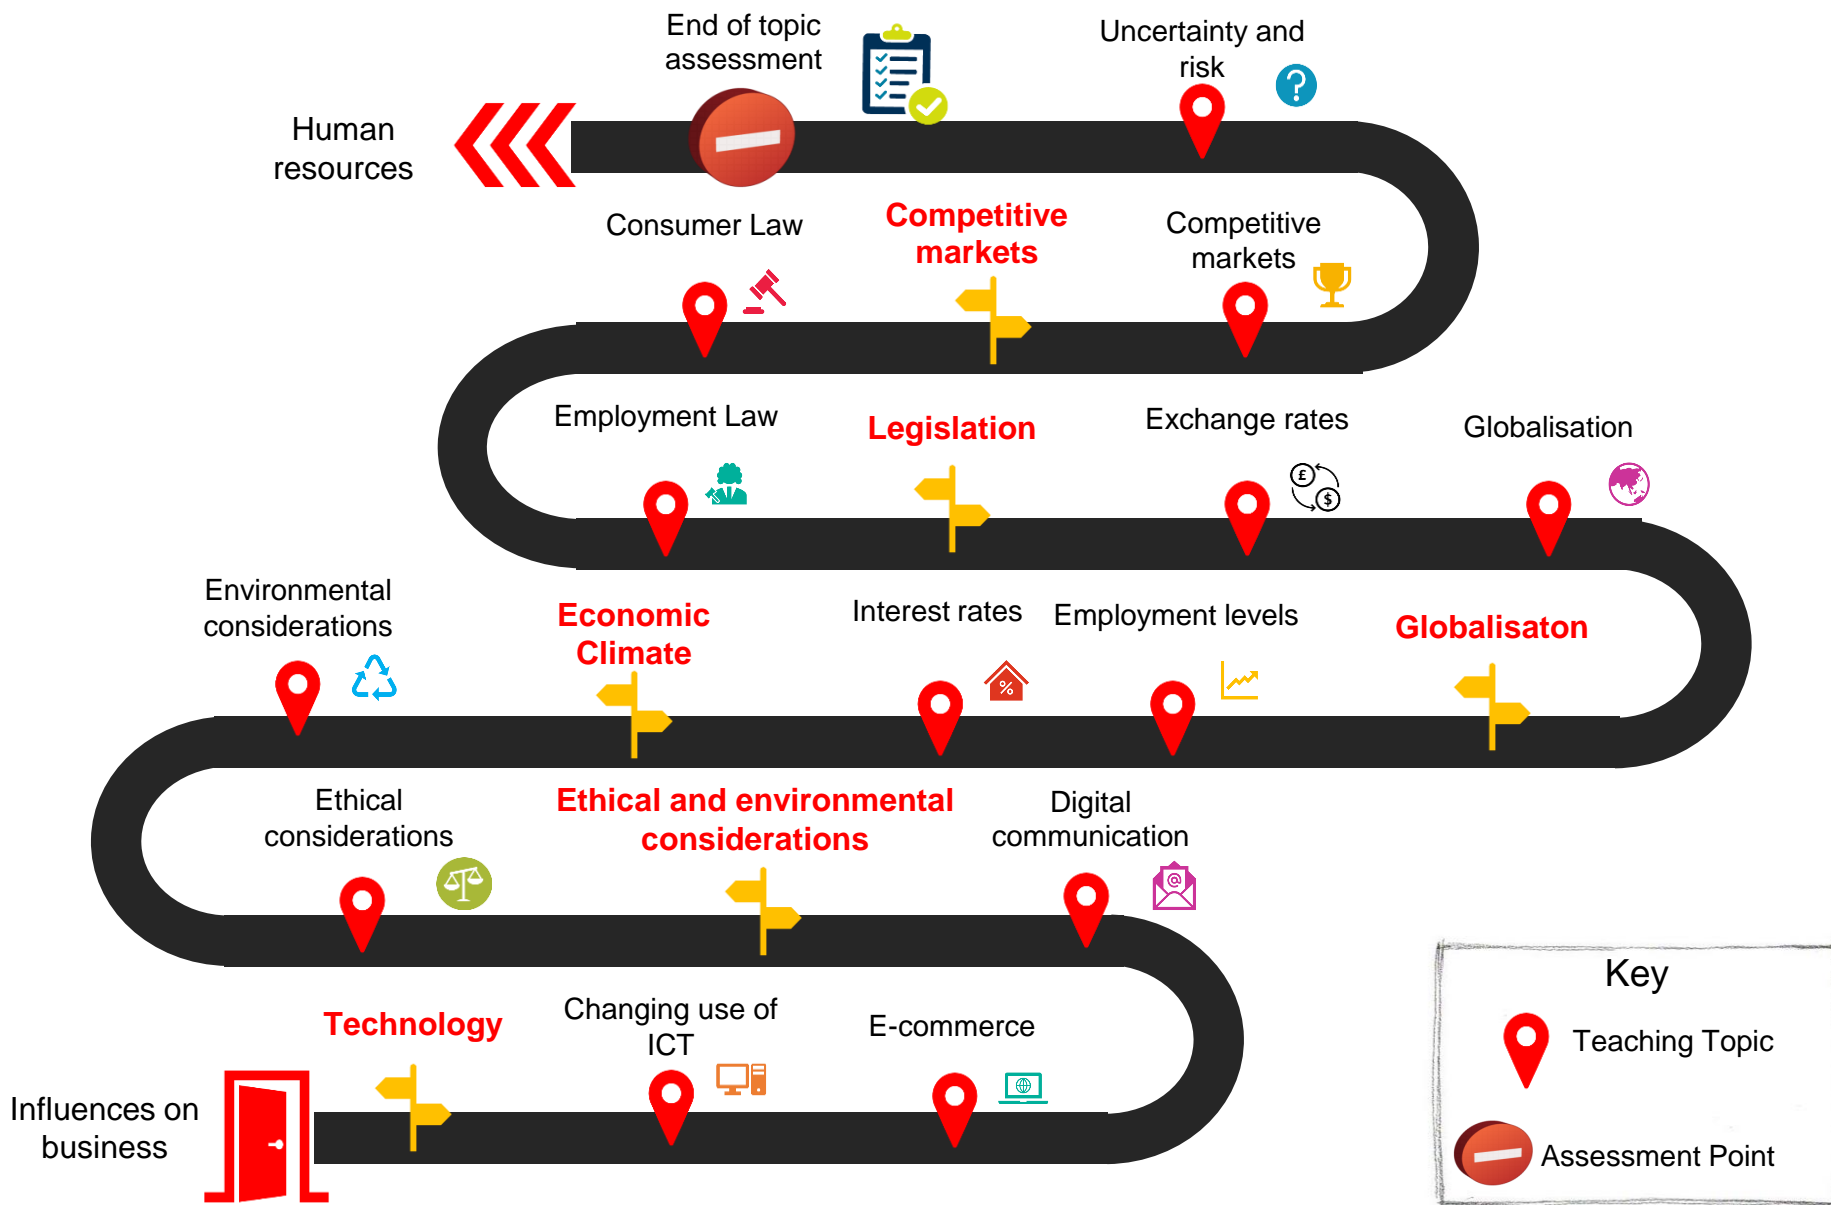 End of topic
assessment
Uncertainty and
risk
?
Human
resources
Consumer Law
Competitive
markets
Competitive
markets
Employment Law
Legislation
Exchange rates
£
$
Globalisation
Environmental
considerations
Economic
Climate
Interest rates
%
Employment levels
Globalisaton
Ethical
considerations
Ethical and environmental
considerations
Digital
communication
@
Technology
Changing use of
ICT
E-commerce
Influences on
business
Key
Teaching Topic
Assessment Point